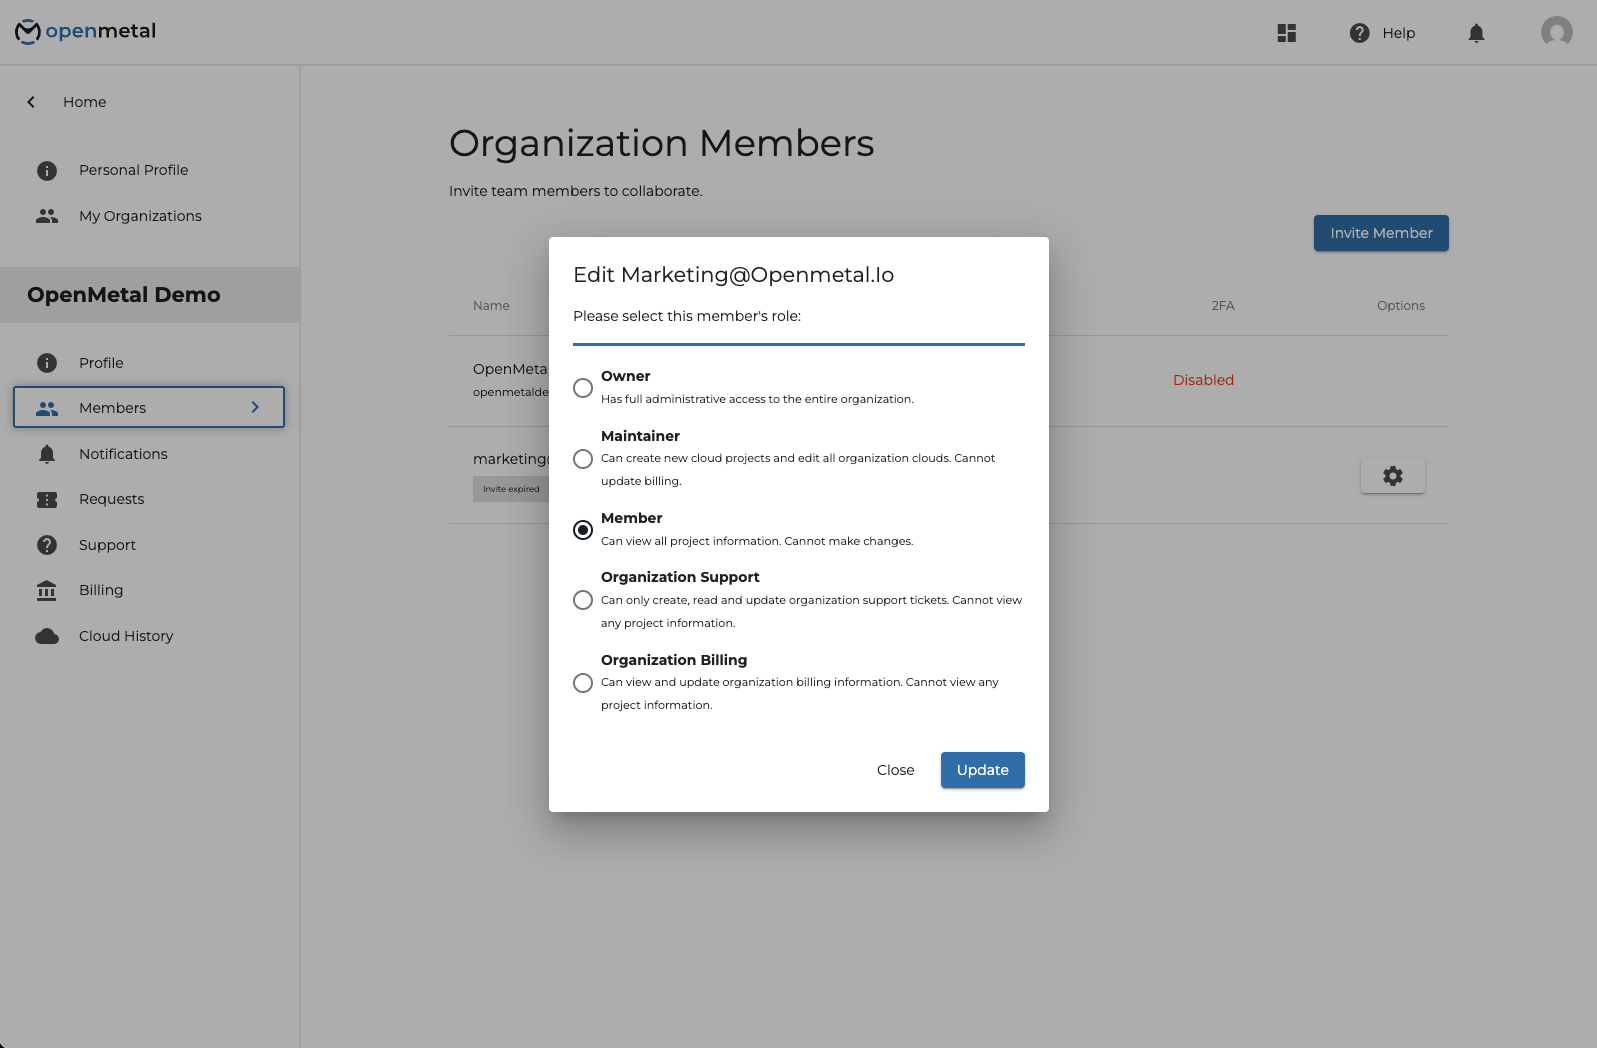 openmetal
Help
Home
Personal Profile
My Organizations
OpenMetal Demo
Profile
Members
Notifications
Requests
Support
Billing
Cloud History
Organization Members
Invite team members to collaborate.
Invite Member
Name
2FA
Options
OpenMeta
openmetalde
Disabled
marketing@
Invite expired
Edit Marketing@Openmetal.Io
Please select this member's role:
Owner
Has full administrative access to the entire organization.
Maintainer
Can create new cloud projects and edit all organization clouds. Cannot
update billing.
Member
Can view all project information. Cannot make changes.
Organization Support
Can only create, read and update organization support tickets. Cannot view
any project information.
Organization Billing
Can view and update organization billing information. Cannot view any
project information.
Close
Update